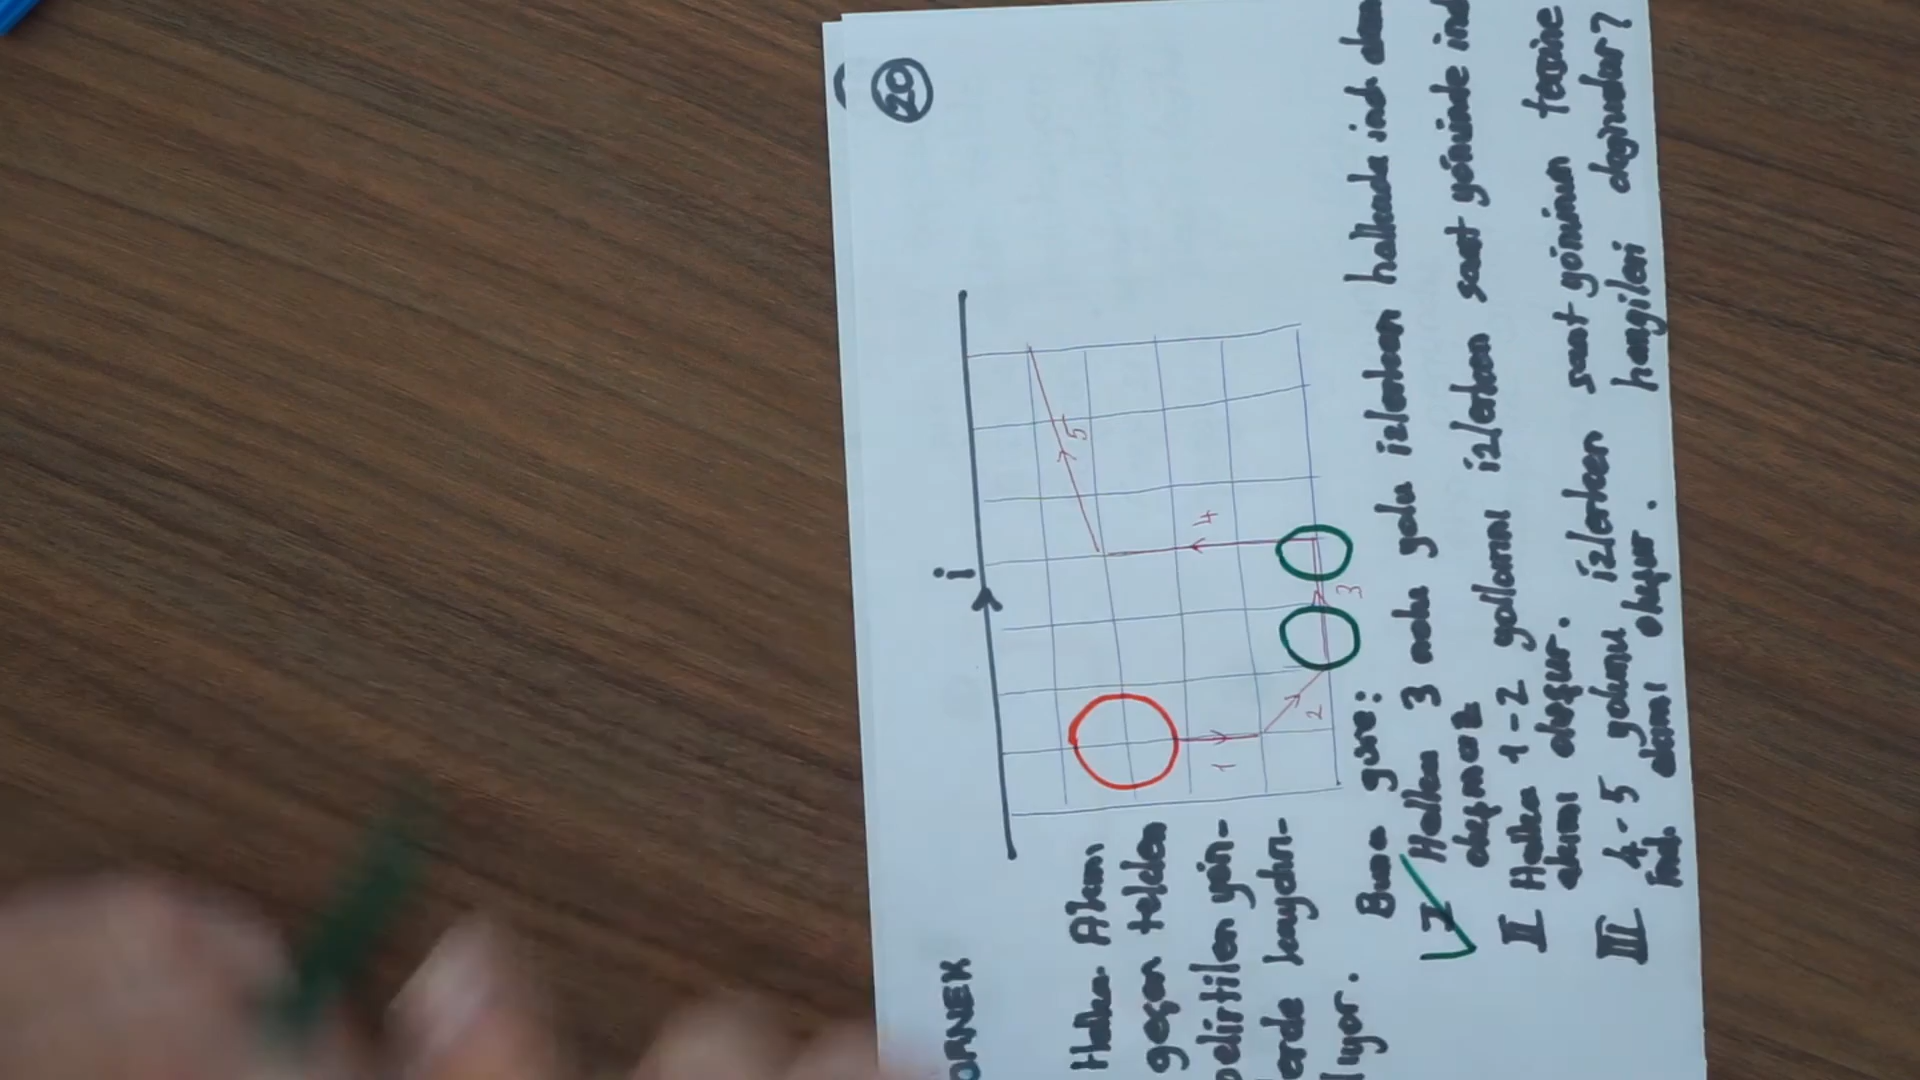 20
ÖRNEK
i
1
2
3
4
5
Halka Akım
geçen telden
belirtilen yön-
lerde kaydırı-
lıyor.
Buna göre:
I Halka 3 nolu yolu izlerken halkada ind. akım
oluşmaz
II Halka 1-2 yollarını izlerken saat yönünde ind
akımı oluşur.
III 4-5 yolunu izlerken saat yönünün tersine
ind. akımı oluşur. hangileri doğrudur?